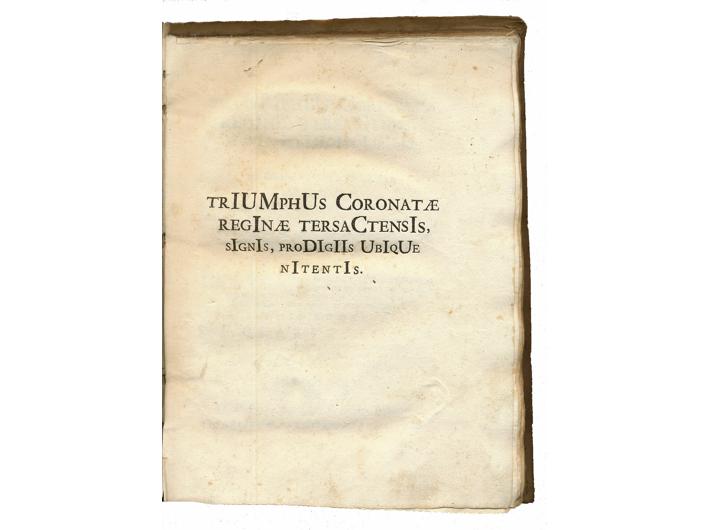 TRIUMPHUS CORONATÆ
REGINÆ TERSACTENSIS,
SIGNIS, PRODIGIIS UBIQUE
NITENTIS.